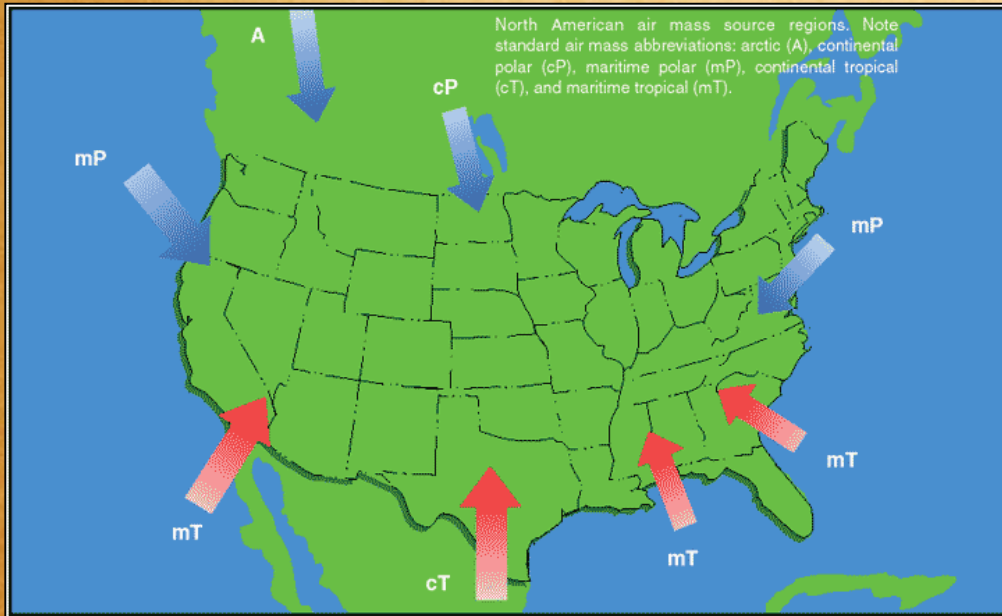 North American air mass source regions. Note
standard air mass abbreviations: arctic (A), continental
polar (cP), maritime polar (mP), continental tropical
(cT), and maritime tropical (mT).
A
cP
mP
mP
mT
mT
mT
cT